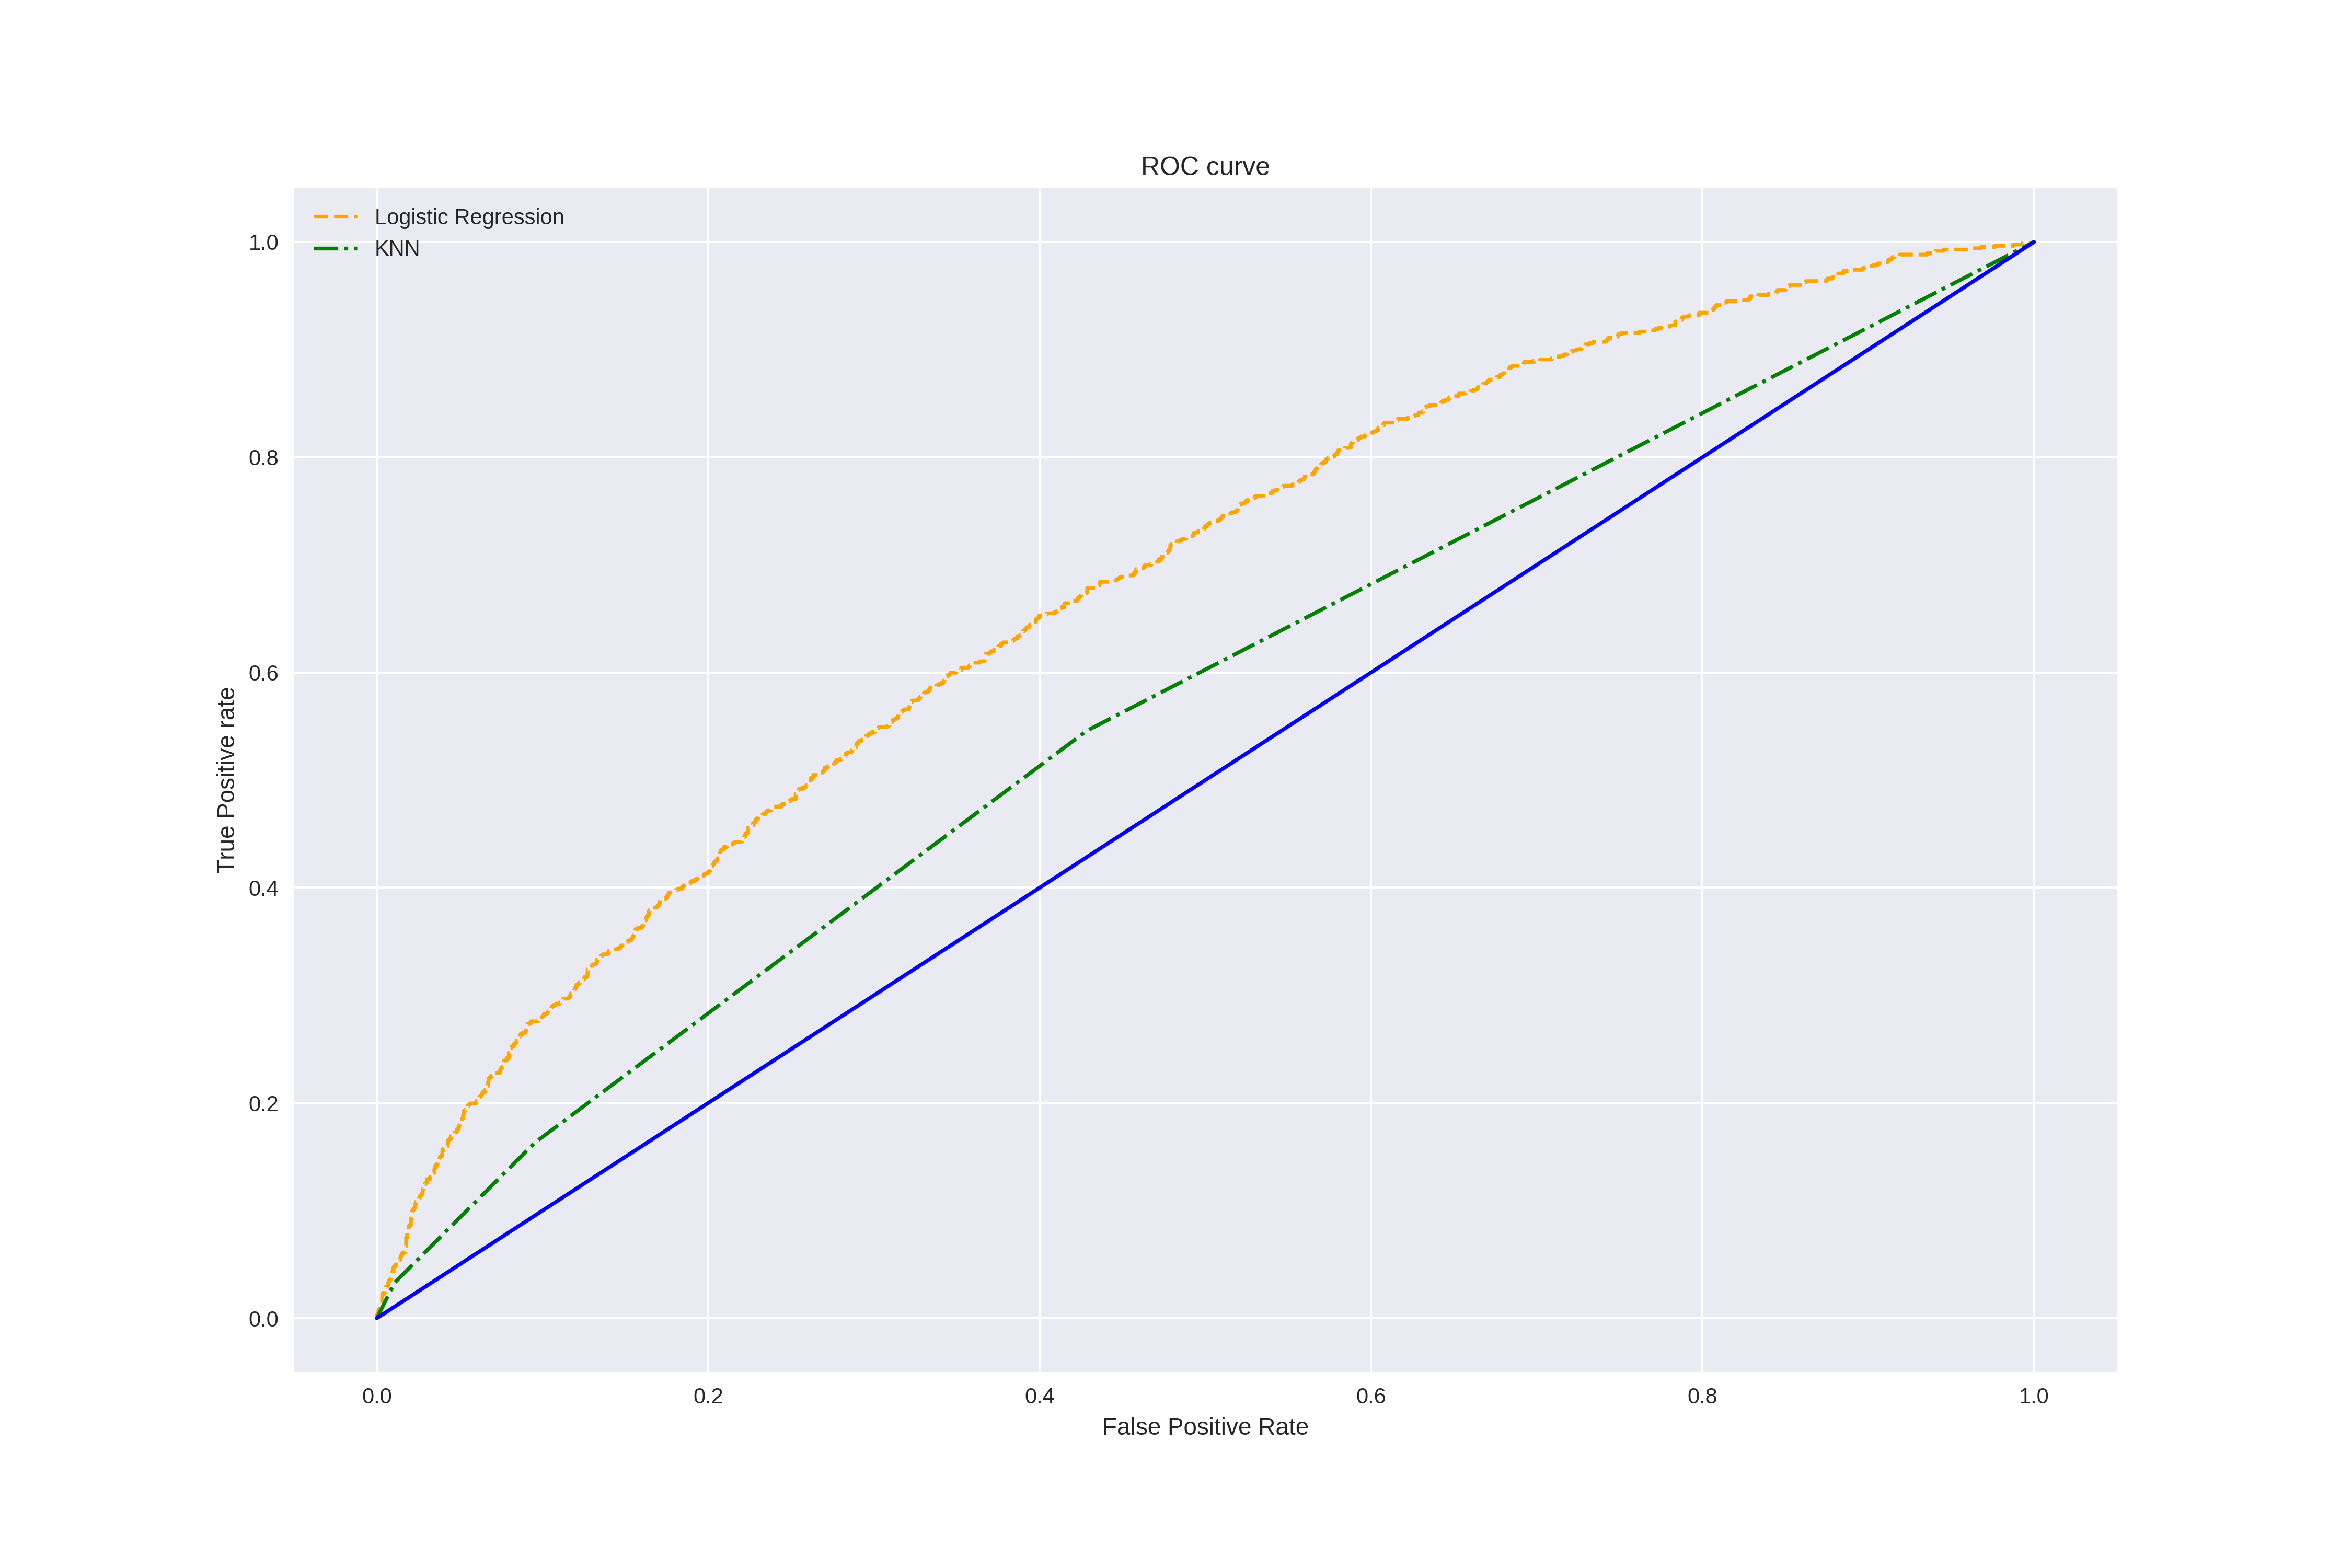 ROC curve
Logistic Regression
KNN
1.0
0.8
0.6
0.4
0.2
0.0
True Positive rate
0.0 0.2 0.4 0.6 0.8 1.0
False Positive Rate